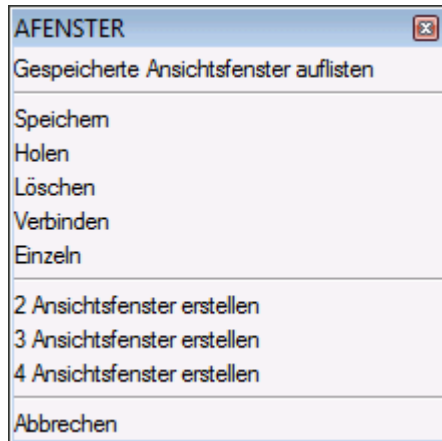 AFENSTER
Gespeicherte Ansichtsfenster auflisten
Speichern
Holen
Löschen
Verbinden
Einzeln
2 Ansichtsfenster erstellen
3 Ansichtsfenster erstellen
4 Ansichtsfenster erstellen
Abbrechen